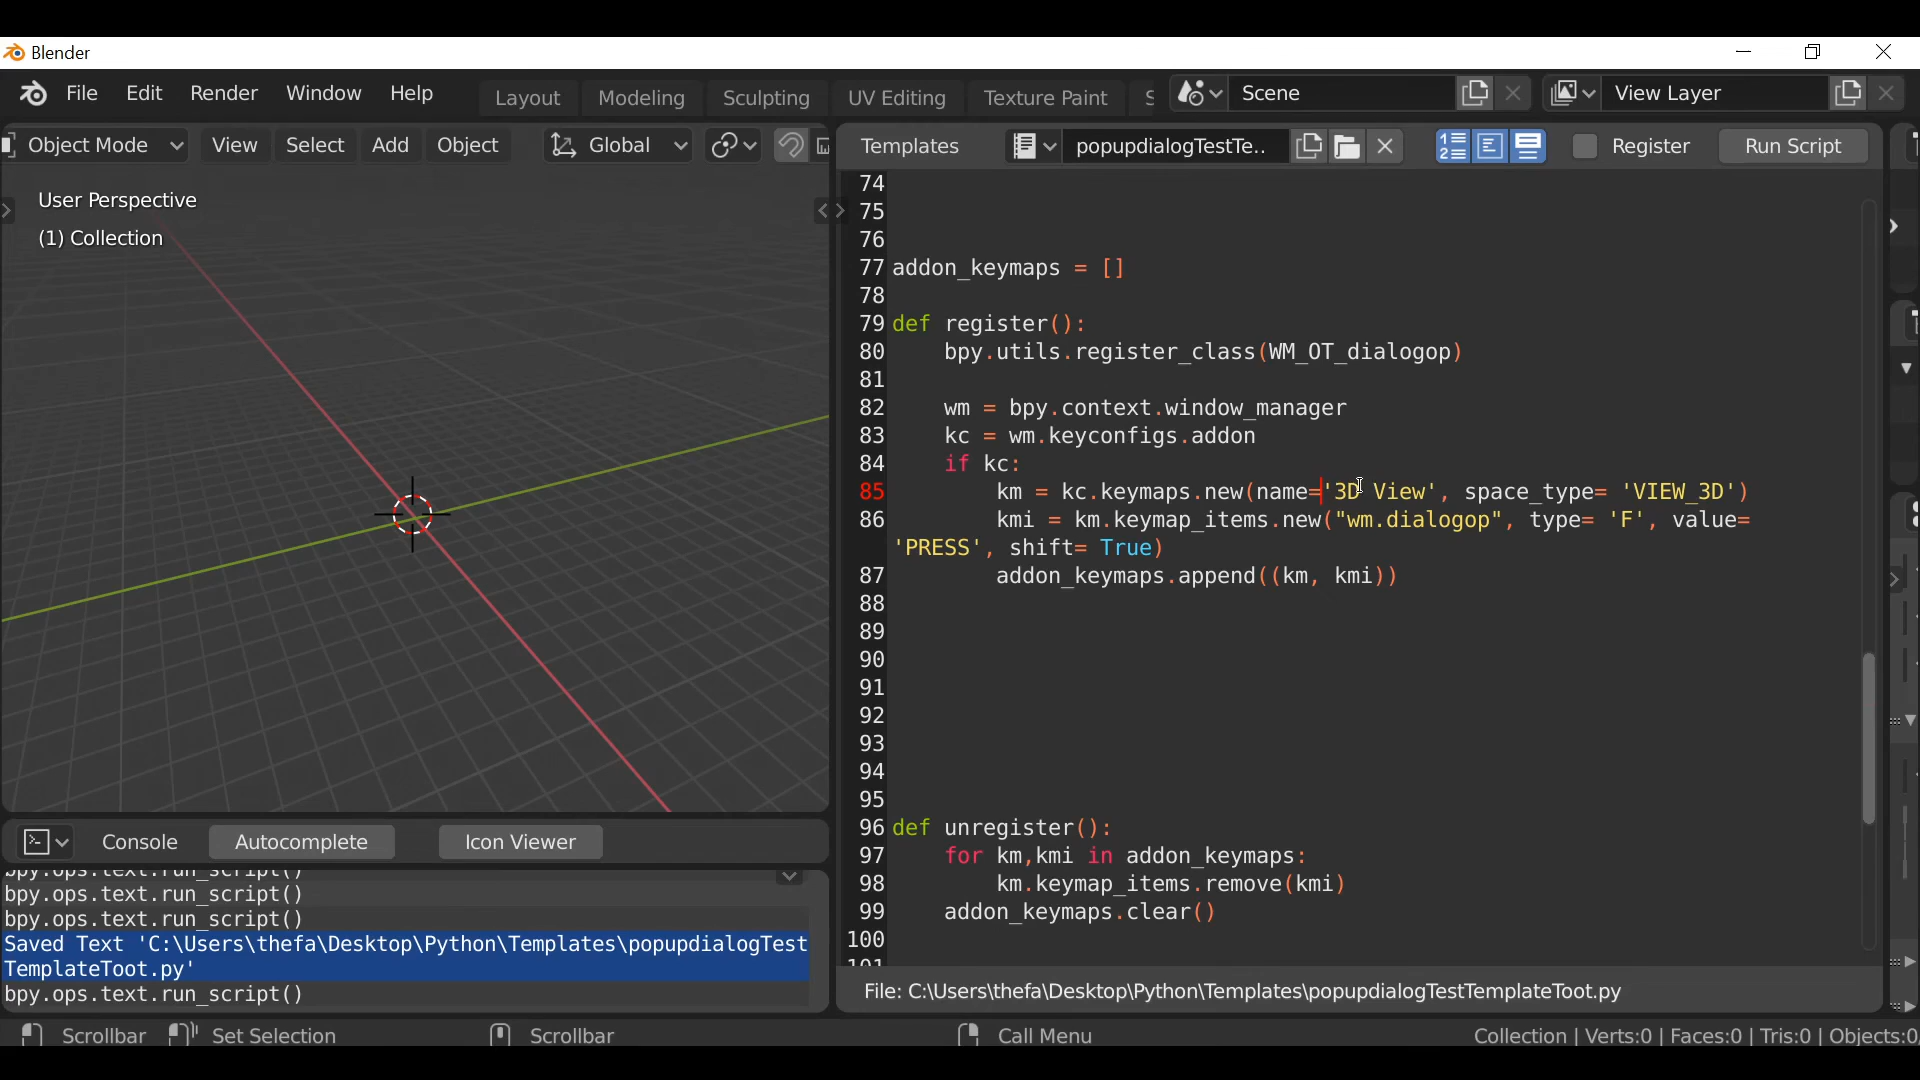 Blender
File Edit Render Window Help Layout Modeling Sculpting UV Editing Texture Paint Scene View Layer
Object Mode View Select Add Object Global
Templates popupdialogTestTe.. Register Run Script
User Perspective
(1) Collection
74
75
76
77 addon_keymaps = []
78
79 def register():
80 bpy.utils.register_class(WM_OT_dialogop)
81
82 wm = bpy.context.window_manager
83 kc = wm.keyconfigs.addon
84 if kc:
85 km = kc.keymaps.new(name='3D View', space_type= 'VIEW_3D')
86 kmi = km.keymap_items.new("wm.dialogop", type= 'F', value=
'PRESS', shift= True)
87 addon_keymaps.append((km, kmi))
88
89
90
91
92
93
94
95
96 def unregister():
97 for km,kmi in addon_keymaps:
98 km.keymap_items.remove(kmi)
99 addon_keymaps.clear()
100
101
Console Autocomplete Icon Viewer
bpy.ops.text.run_script()
bpy.ops.text.run_script()
bpy.ops.text.run_script()
Saved Text 'C:\Users\thefa\Desktop\Python\Templates\popupdialogTest
TemplateToot.py'
bpy.ops.text.run_script()
File: C:\Users\thefa\Desktop\Python\Templates\popupdialogTestTemplateToot.py
Scrollbar Set Selection Scrollbar Call Menu Collection | Verts:0 | Faces:0 | Tris:0 | Objects:0